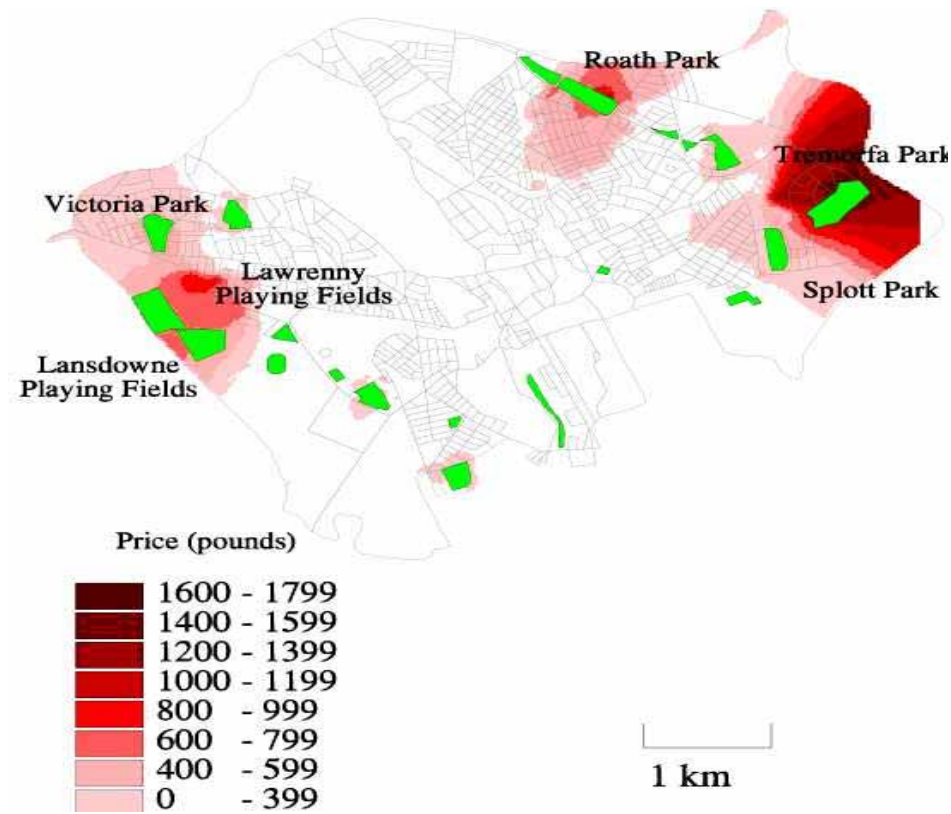 Roath Park
Tremorfa Park
Victoria Park
Lawrenny
Playing Fields
Splott Park
Lansdowne
Playing Fields
Price (pounds)
1600 - 1799
1400 - 1599
1200 - 1399
1000 - 1199
800 - 999
600 - 799
400 - 599
0 - 399
1 km